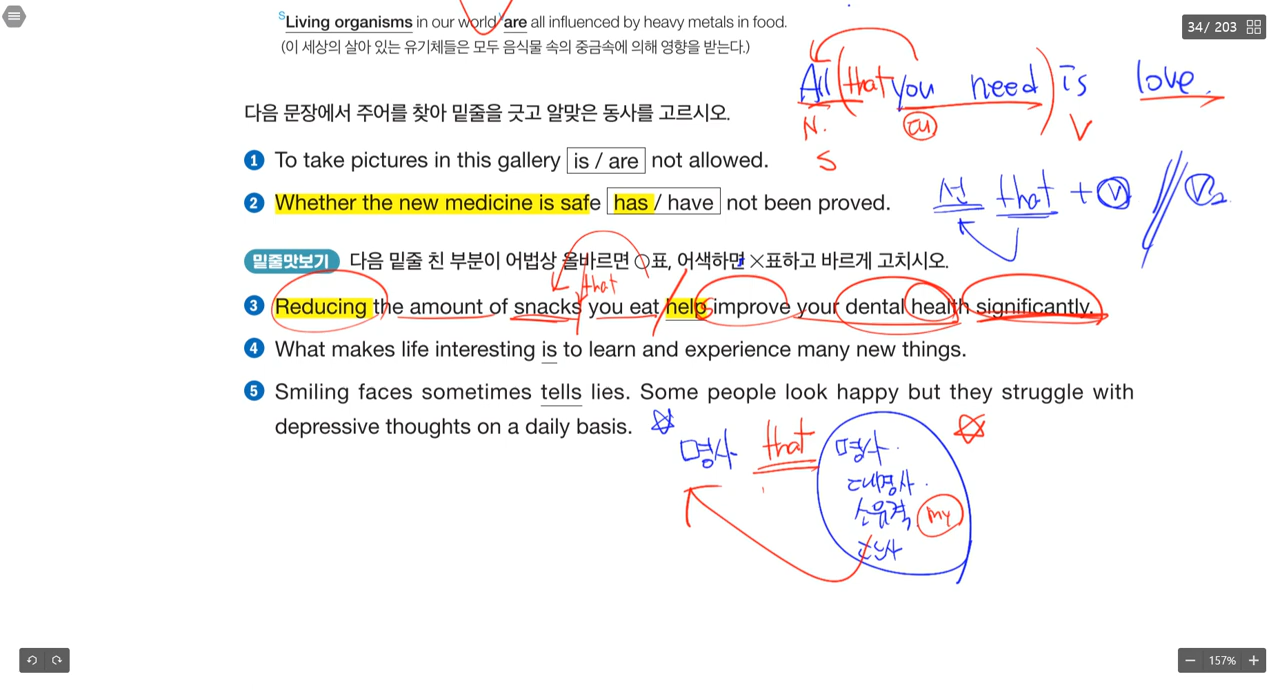 34/ 203
S Living organisms in our world are all influenced by heavy metals in food.
(이 세상의 살아 있는 유기체들은 모두 음식물 속의 중금속에 의해 영향을 받는다.)
All (that you need) is love.
N.
S
V
다음 문장에서 주어를 찾아 밑줄을 긋고 알맞은 동사를 고르시오.
1 To take pictures in this gallery is / are not allowed.
선 that + V // V2
2 Whether the new medicine is safe has / have not been proved.
밑줄맛보기 다음 밑줄 친 부분이 어법상 올바르면 ○표, 어색하면 ×표하고 바르게 고치시오.
that
3 Reducing the amount of snacks you eat helps improve your dental health significantly.
4 What makes life interesting is to learn and experience many new things.
5 Smiling faces sometimes tells lies. Some people look happy but they struggle with
depressive thoughts on a daily basis.
명사 that 명사
대명사
소유격 my
157%